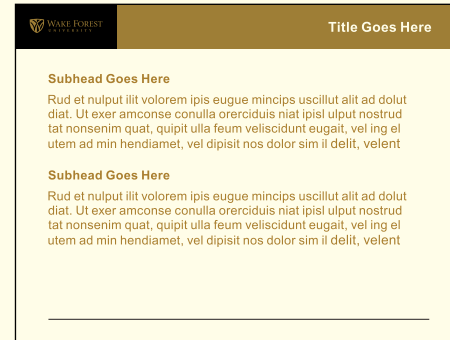 WAKE FOREST
UNIVERSITY
Title Goes Here
Subhead Goes Here
Rud et nulput ilit volorem ipis eugue mincips uscillut alit ad dolut
diat. Ut exer amconse conulla orerciduis niat ipisl ulput nostrud
tat nonsenim quat, quipit ulla feum veliscidunt eugait, vel ing el
utem ad min hendiamet, vel dipisit nos dolor sim il delit, velent
Subhead Goes Here
Rud et nulput ilit volorem ipis eugue mincips uscillut alit ad dolut
diat. Ut exer amconse conulla orerciduis niat ipisl ulput nostrud
tat nonsenim quat, quipit ulla feum veliscidunt eugait, vel ing el
utem ad min hendiamet, vel dipisit nos dolor sim il delit, velent